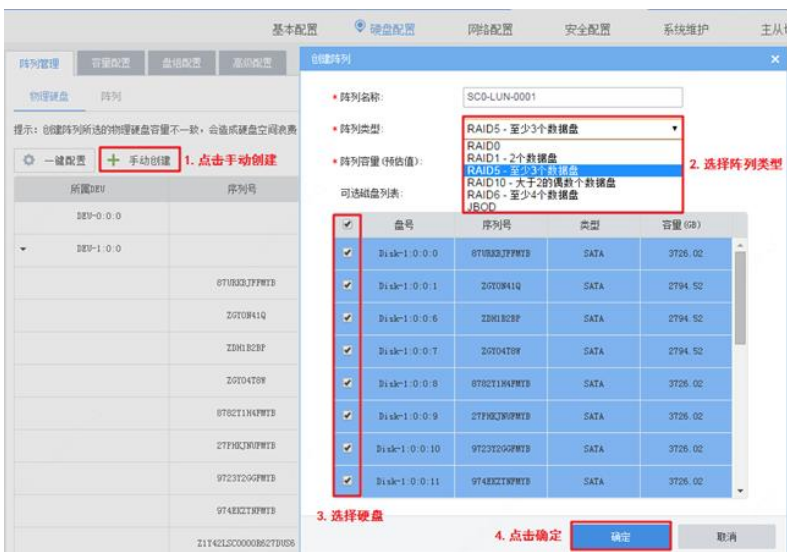 基本配置 硬盘配置 网络配置 安全配置 系统维护 主从
阵列管理 容量配置 盘组配置 高级配置
物理硬盘 阵列
提示：创建阵列所选的物理硬盘容量不一致，会造成硬盘空间浪费
一键配置 手动创建 1. 点击手动创建
所属DEV 序列号
DEV-0:0:0
DEV-1:0:0
ZGY0N41Q
ZDH1B2BP
ZGY04T8W
创建阵列 ×
* 阵列名称: SC0-LUN-0001
* 阵列类型: RAID5 - 至少3个数据盘
RAID0
RAID1 - 2个数据盘
RAID5 - 至少3个数据盘
RAID10 - 大于2的偶数个数据盘
RAID6 - 至少4个数据盘
JBOD
2. 选择阵列类型
* 阵列容量(预估值):
可选磁盘列表:
盘号 序列号 类型 容量(GB)
Disk-1:0:0:0 SATA 3726.02
Disk-1:0:0:1 ZGY0N41Q SATA 2794.52
Disk-1:0:0:6 ZDH1B2BP SATA 2794.52
Disk-1:0:0:7 ZGY04T8W SATA 2794.52
Disk-1:0:0:8 SATA 3726.02
Disk-1:0:0:9 SATA 3726.02
Disk-1:0:0:10 SATA 3726.02
Disk-1:0:0:11 SATA 3726.02
3. 选择硬盘
4. 点击确定 确定 取消